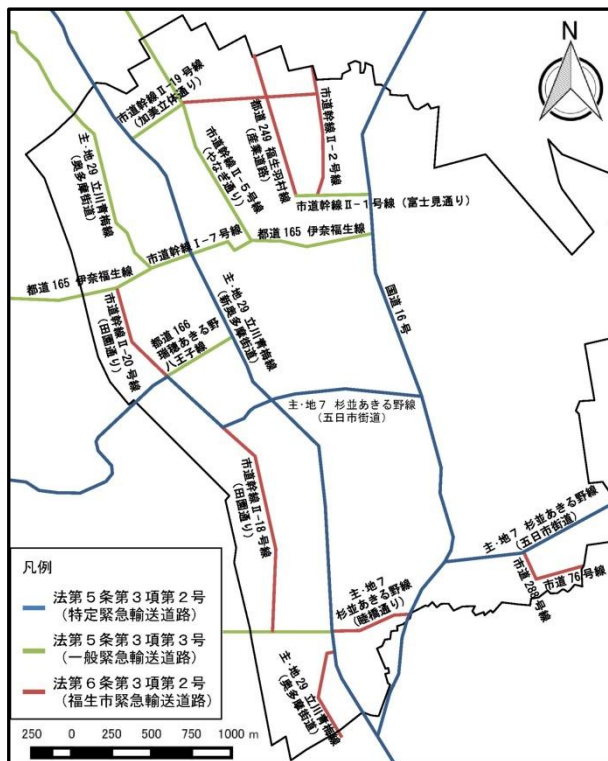 N
市道幹線Ⅱ-19号線
(加美立体通り)
都道249 福生羽村線
(産業道路)
市道幹線Ⅱ-2号線
市道幹線Ⅱ-5号線
(やなぎ通り)
主・地29 立川青梅線
(奥多摩街道)
市道幹線Ⅱ-1号線(富士見通り)
市道幹線Ⅰ-7号線
都道165 伊奈福生線
都道165 伊奈福生線
主・地29 立川青梅線
(新奥多摩街道)
国道16号
市道幹線Ⅱ-20号線
(田園通り)
都道166
瑞穂あきる野
八王子線
主・地7 杉並あきる野線
(五日市街道)
市道幹線Ⅱ-18号線
(田園通り)
主・地7 杉並あきる野線
(五日市街道)
市道288号線
市道76号線
主・地7
杉並あきる野線
(睦橋通り)
主・地29 立川青梅線
(奥多摩街道)
凡例
法第5条第3項第2号
(特定緊急輸送道路)
法第5条第3項第3号
(一般緊急輸送道路)
法第6条第3項第2号
(福生市緊急輸送道路)
250 0 250 500 750 1000 m